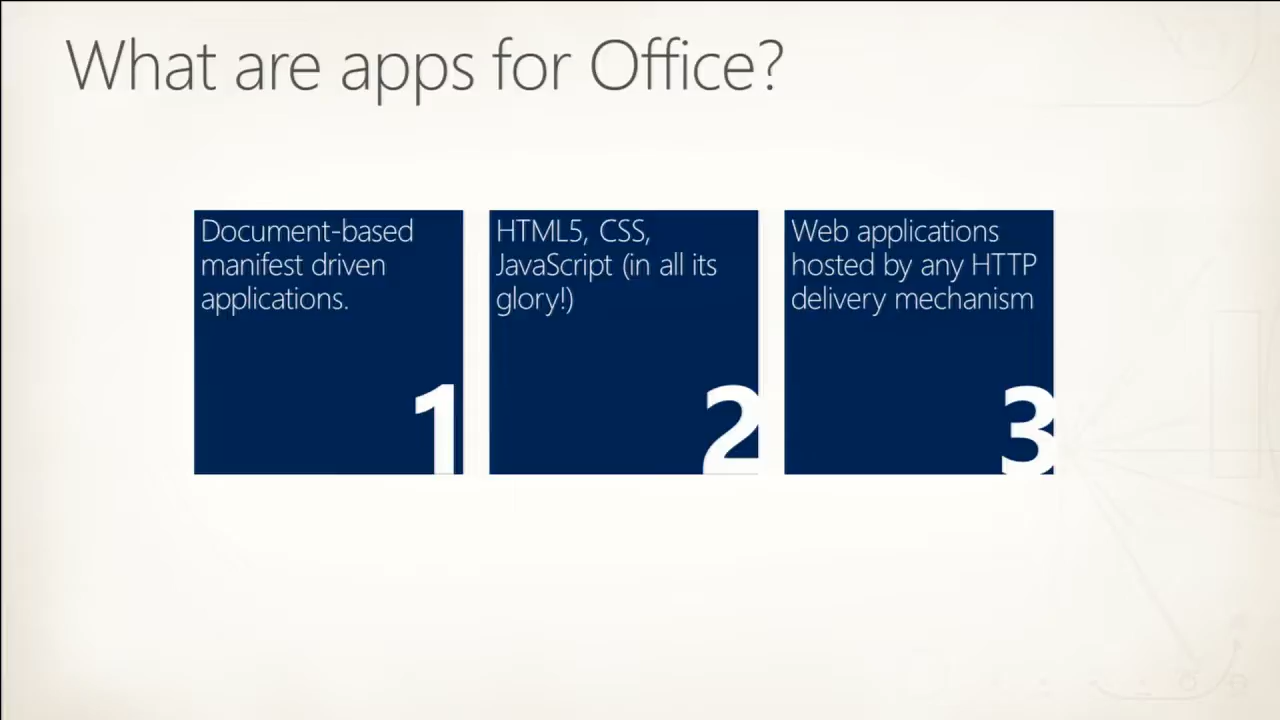 What are apps for Office?
Document-based
manifest driven
applications.
1
HTML5, CSS,
JavaScript (in all its
glory!)
2
Web applications
hosted by any HTTP
delivery mechanism
3